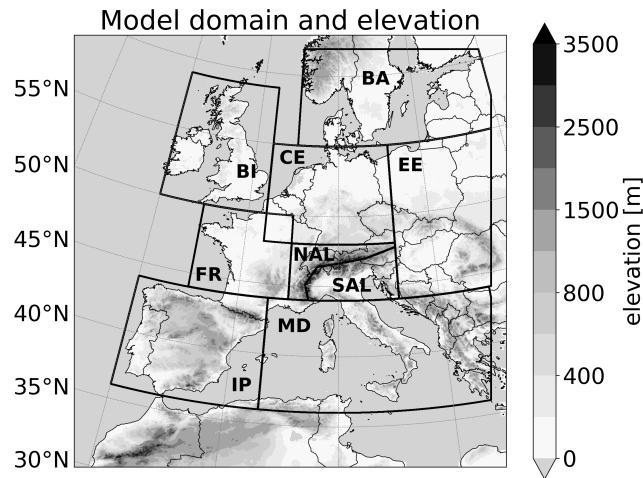 Model domain and elevation
55°N
50°N
45°N
40°N
35°N
30°N
BA
BI
CE
EE
FR
NAL
SAL
MD
IP
3500
2500
1500
800
400
0
elevation [m]